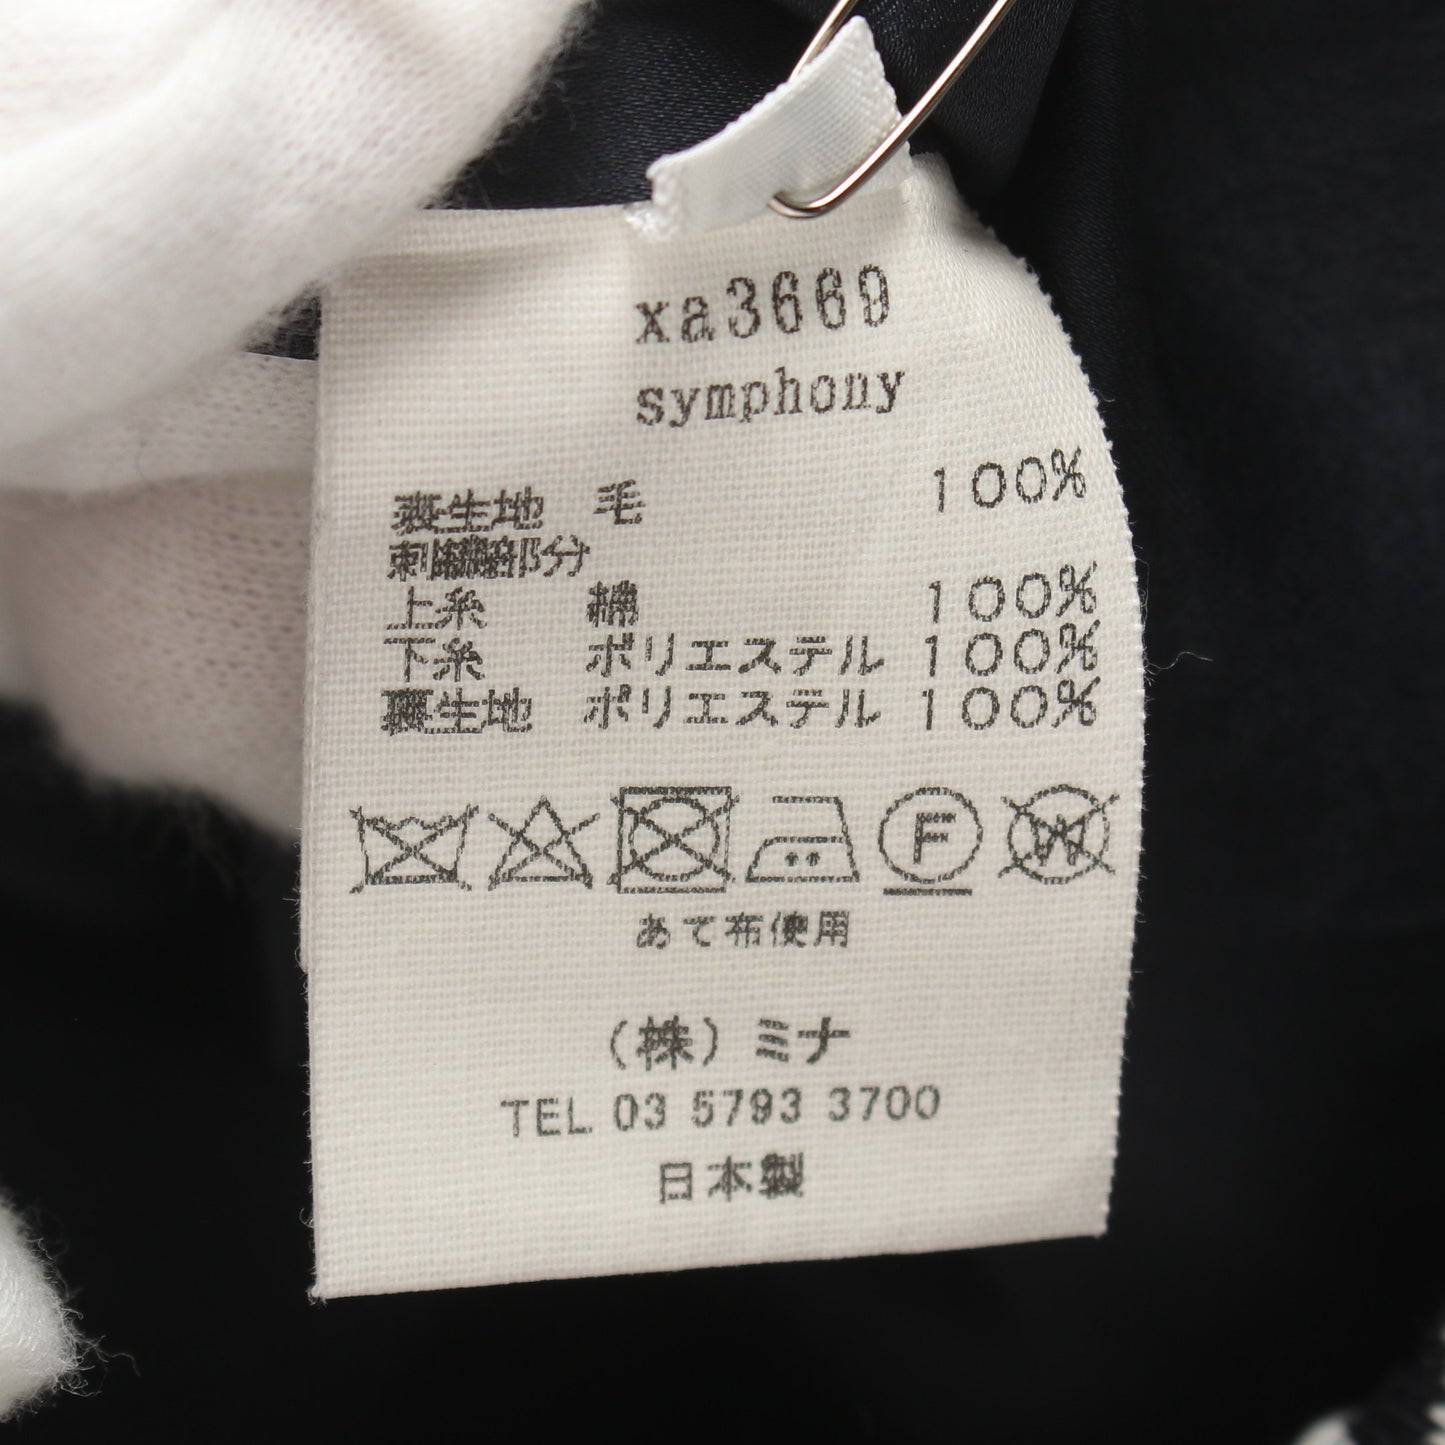 xa3669
symphony
表生地 毛 100%
刺繍部分
上糸 綿 100%
下糸 ポリエステル 100%
裏生地 ポリエステル 100%
F W
あて布使用
(株)ミナ
TEL 03 5793 3700
日本製